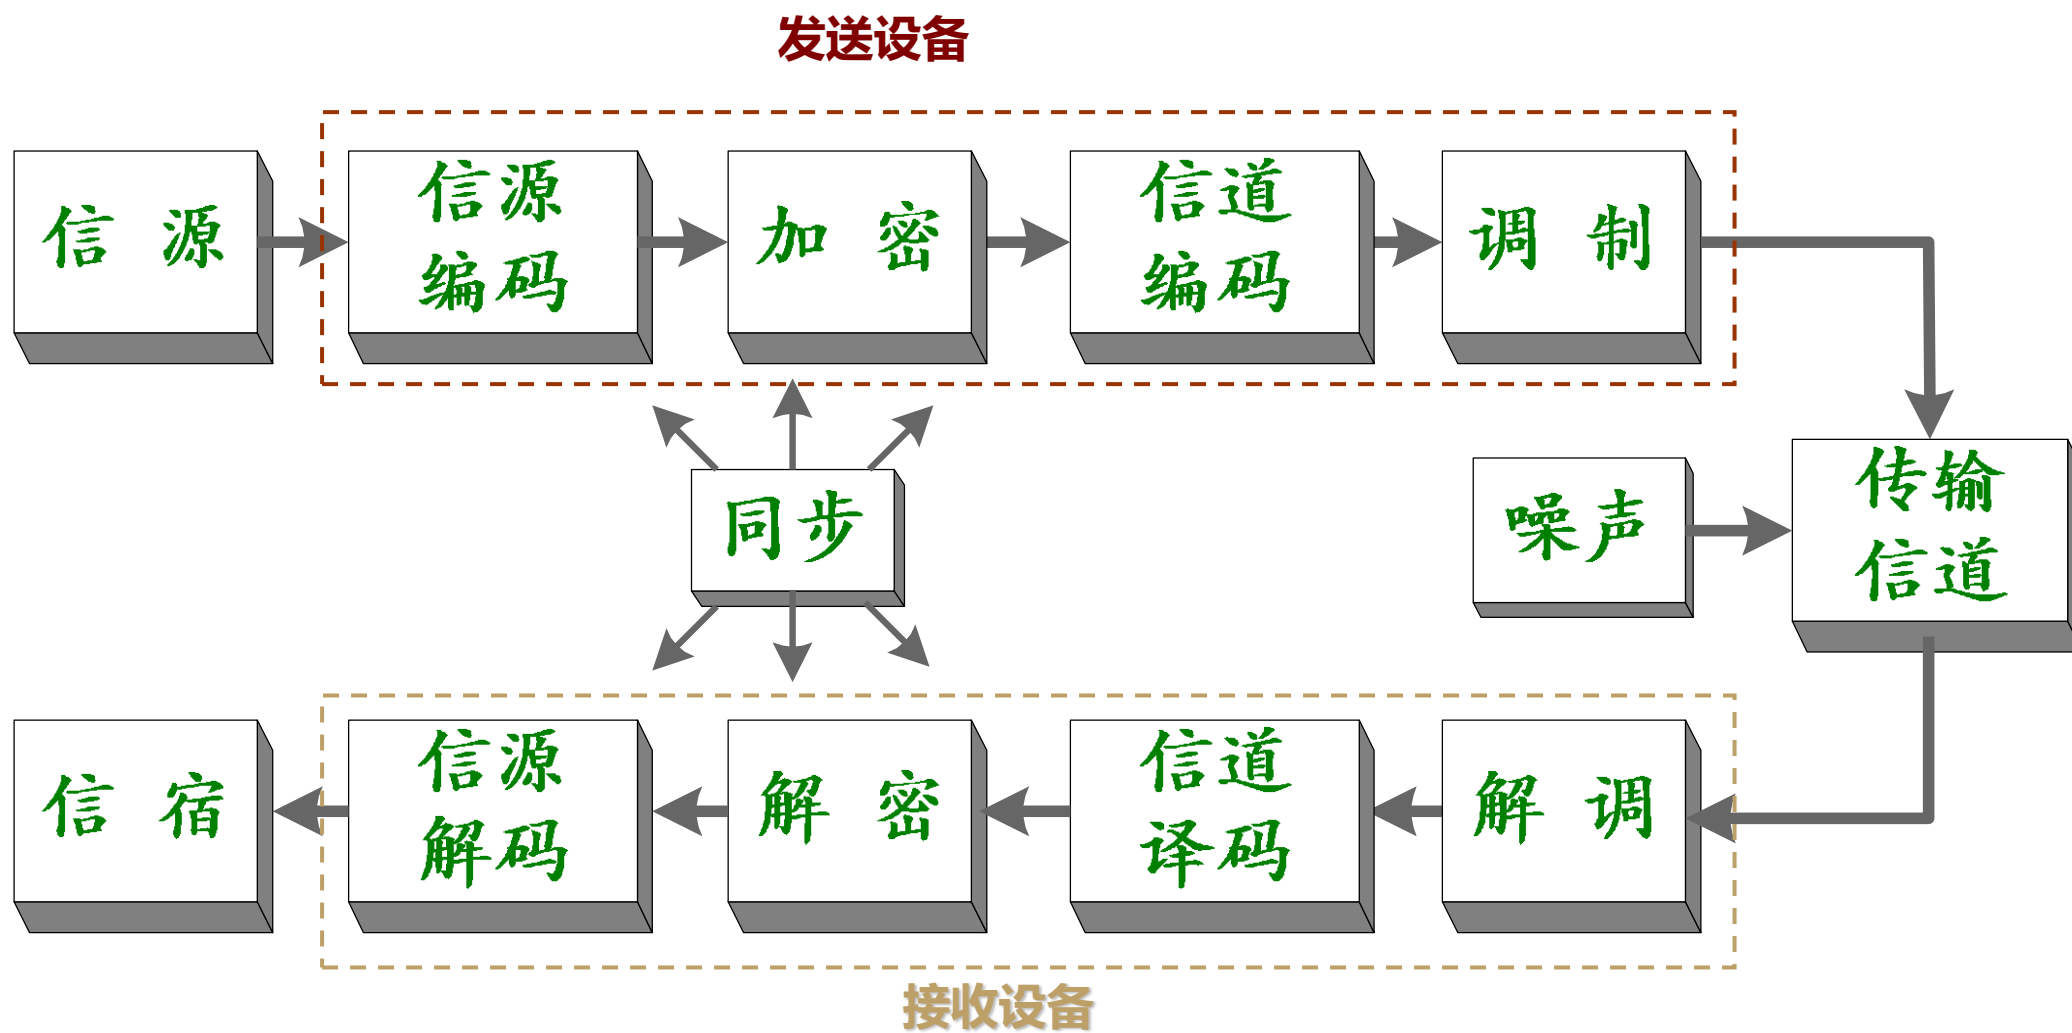 发送设备
信 源
信源
编码
加 密
信道
编码
调 制
同步
噪声
传输
信道
信 宿
信源
解码
解 密
信道
译码
解 调
接收设备